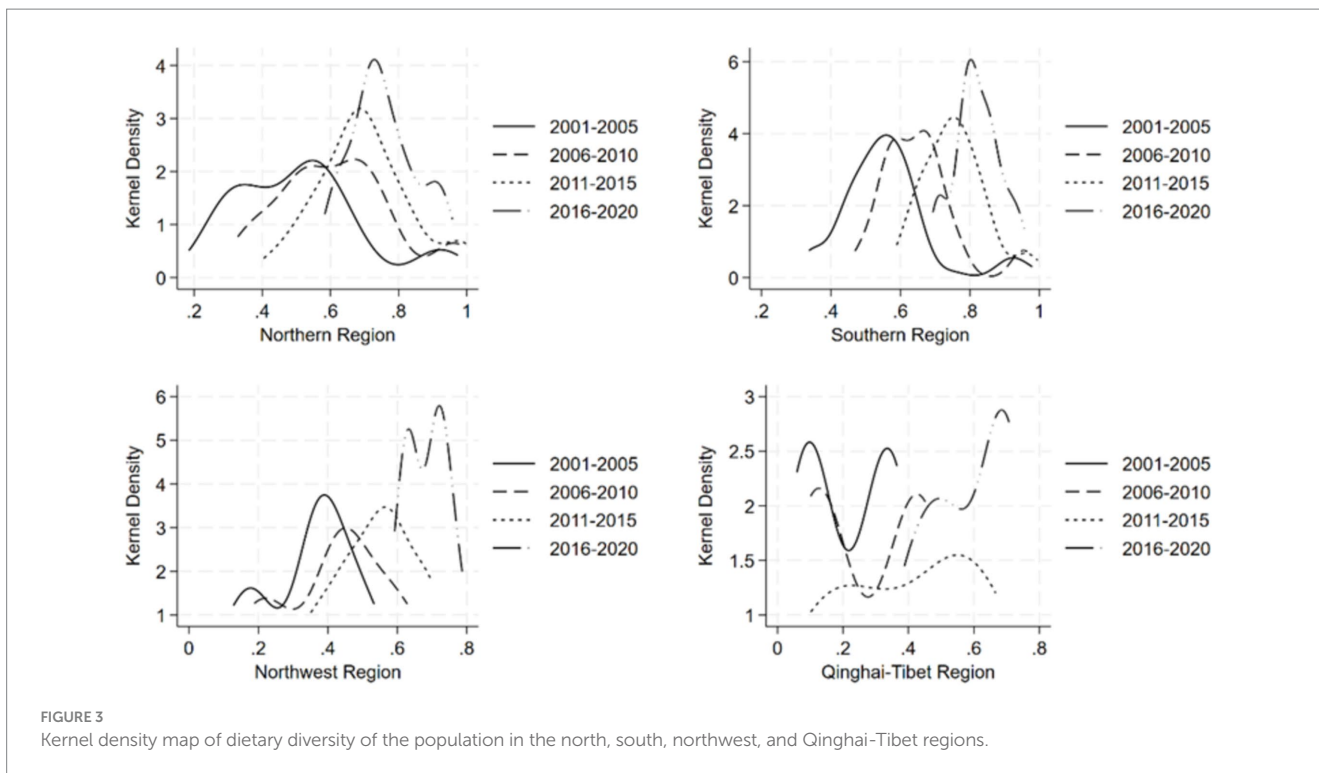 4
3
2
1
0
Kernel Density
.2 .4 .6 .8 1
Northern Region
2001-2005
2006-2010
2011-2015
2016-2020
6
4
2
0
Kernel Density
.2 .4 .6 .8 1
Southern Region
2001-2005
2006-2010
2011-2015
2016-2020
6
5
4
3
2
1
Kernel Density
0 .2 .4 .6 .8
Northwest Region
2001-2005
2006-2010
2011-2015
2016-2020
3
2.5
2
1.5
1
Kernel Density
0 .2 .4 .6 .8
Qinghai-Tibet Region
2001-2005
2006-2010
2011-2015
2016-2020
FIGURE 3
Kernel density map of dietary diversity of the population in the north, south, northwest, and Qinghai-Tibet regions.